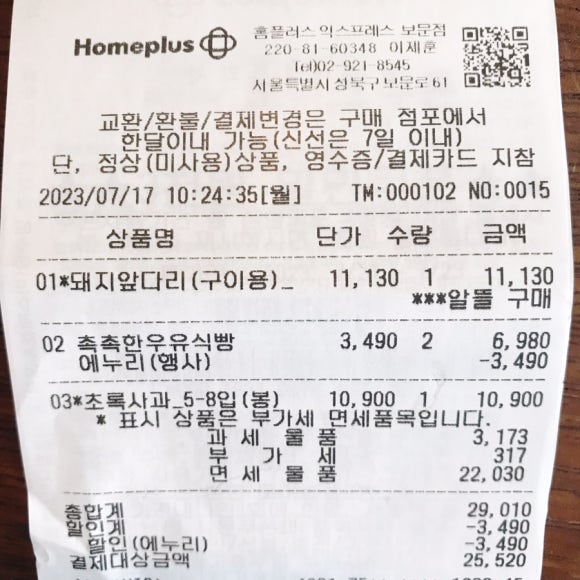 Homeplus
홈플러스 익스프레스 보문점
220-81-60348 이제훈
Tel)02-921-8545
서울특별시 성북구 보문로 61
교환/환불/결제변경은 구매 점포에서
한달이내 가능(신선은 7일 이내)
단, 정상(미사용)상품, 영수증/결제카드 지참
2023/07/17 10:24:35[월] TM:000102 NO:0015
상품명 단가 수량 금액
01*돼지앞다리(구이용)_ 11,130 1 11,130
***알뜰 구매
02 촉촉한우유식빵 3,490 2 6,980
에누리(행사) -3,490
03*초록사과_5-8입(봉) 10,900 1 10,900
* 표시 상품은 부가세 면세품목입니다.
과 세 물 품 3,173
부 가 세 317
면 세 물 품 22,030
총합계 29,010
할인계 -3,490
할인(에누리) -3,490
결제대상금액 25,520